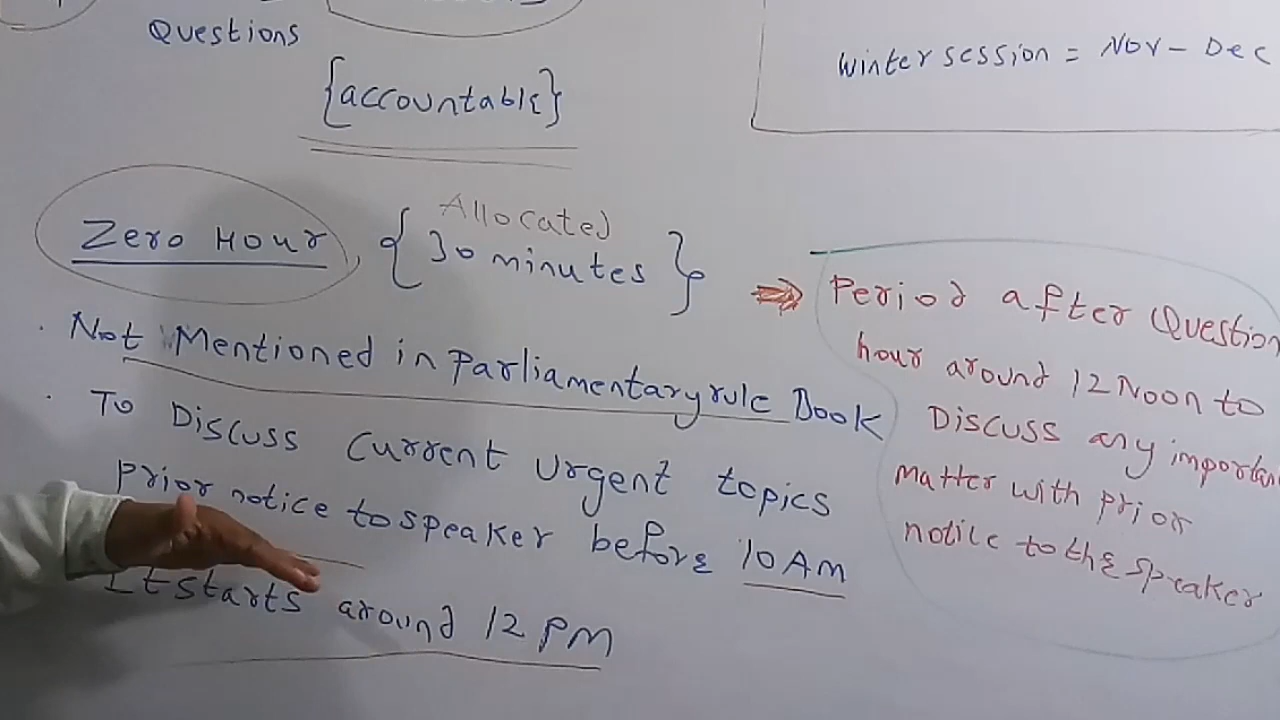 Questions
{accountable}
Winter session = Nov - Dec
Zero Hour, { Allocated
30 minutes }
. Not Mentioned in Parliamentary rule Book
. To Discuss Current Urgent topics
Prior notice to speaker before 10 AM
It starts around 12 PM
⇒ Period after Question
hour around 12 Noon to
Discuss any importan
matter with prior
notice to the speaker